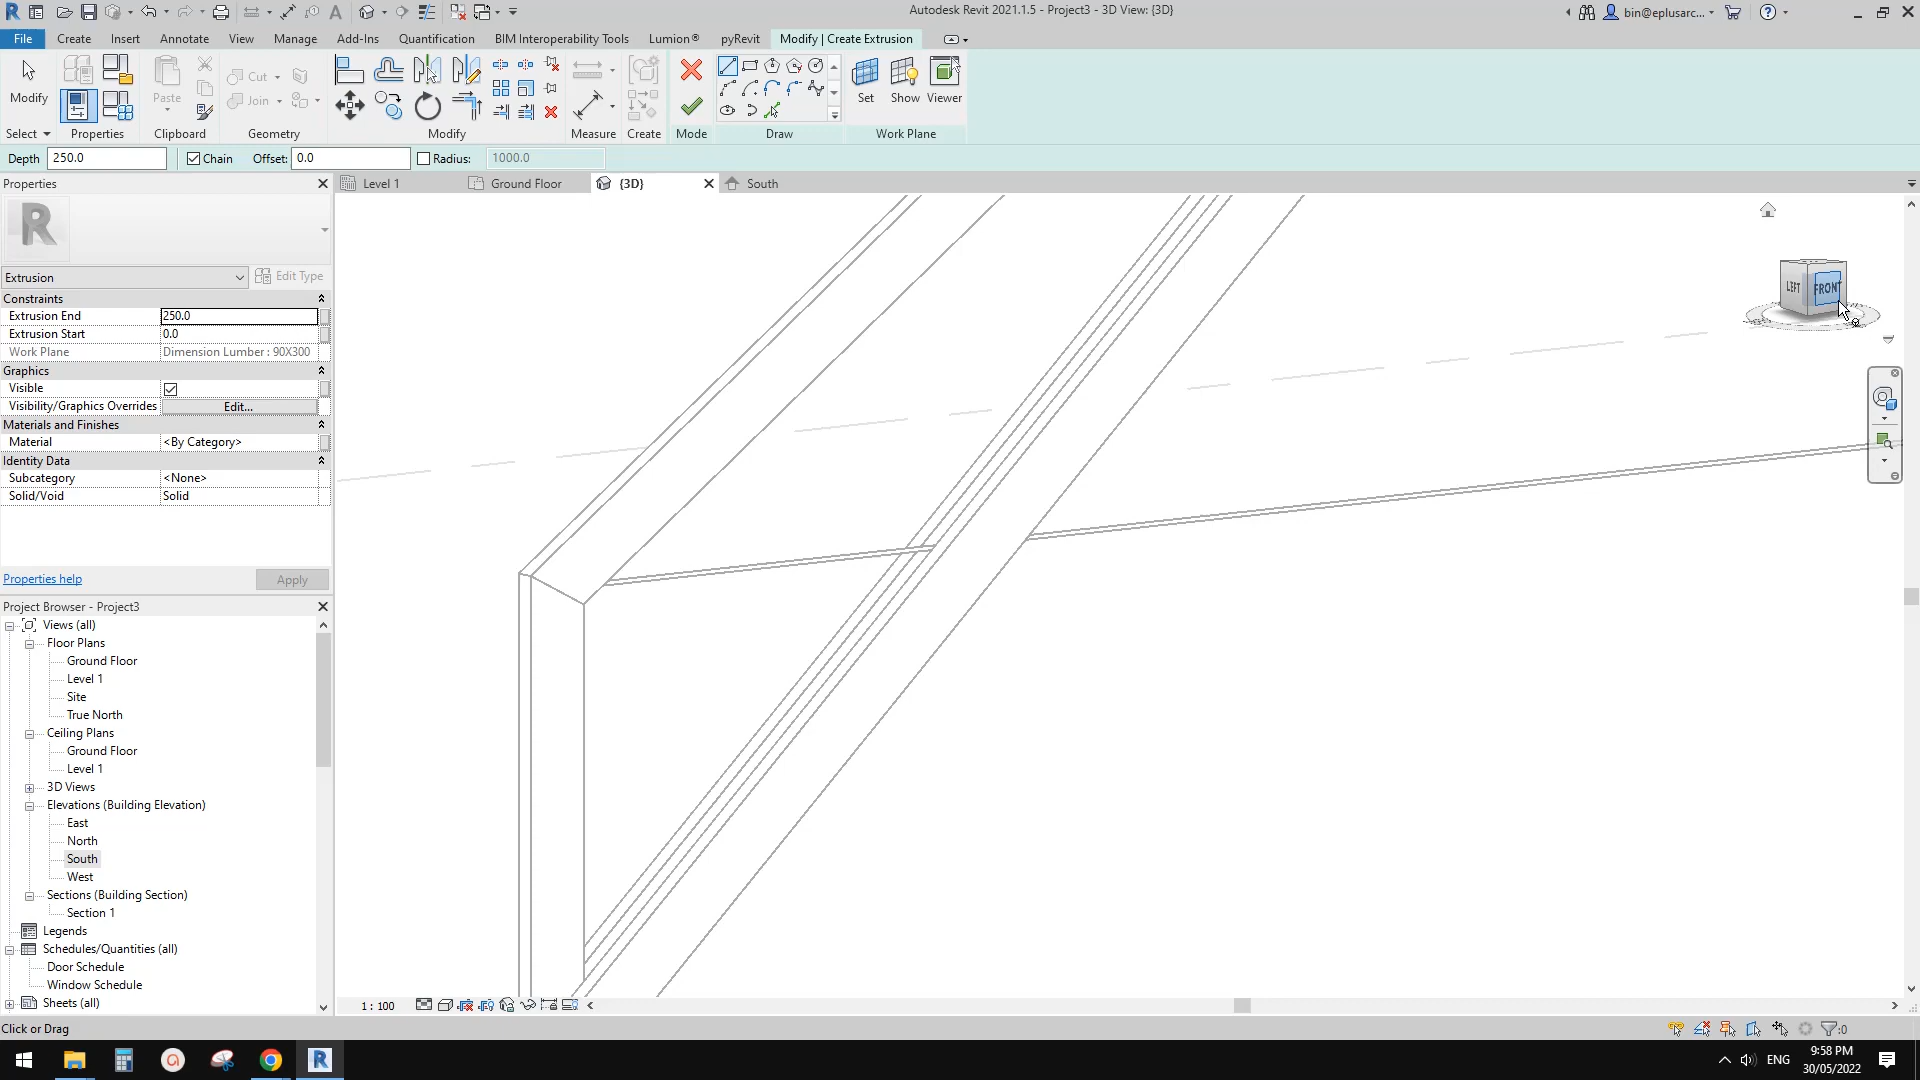 Autodesk Revit 2021.1.5 - Project3 - 3D View: {3D}
bin@eplusarc...
File Create Insert Annotate View Manage Add-Ins Quantification BIM Interoperability Tools Lumion® pyRevit Modify | Create Extrusion
Modify
Paste
Cut
Join
Set Show Viewer
Select Properties Clipboard Geometry Modify Measure Create Mode Draw Work Plane
Depth 250.0 Chain Offset: 0.0 Radius: 1000.0
Properties
Level 1 Ground Floor {3D} South
R
Extrusion Edit Type
Constraints
Extrusion End 250.0
Extrusion Start 0.0
Work Plane Dimension Lumber : 90X300
Graphics
Visible
Visibility/Graphics Overrides Edit...
Materials and Finishes
Material <By Category>
Identity Data
Subcategory <None>
Solid/Void Solid
Properties help Apply
LEFT FRONT
Project Browser - Project3
Views (all)
Floor Plans
Ground Floor
Level 1
Site
True North
Ceiling Plans
Ground Floor
Level 1
3D Views
Elevations (Building Elevation)
East
North
South
West
Sections (Building Section)
Section 1
Legends
Schedules/Quantities (all)
Door Schedule
Window Schedule
Sheets (all)
1 : 100
Click or Drag
:0
ENG
9:58 PM
30/05/2022